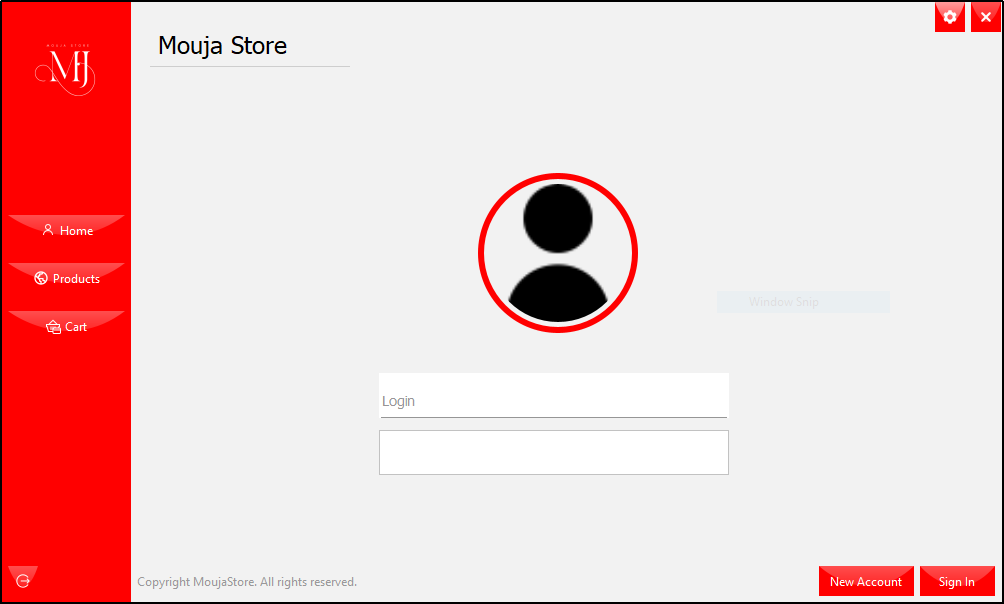 MOUJA STORE
MJ
Mouja Store
Home
Products
Cart
Window Snip
Login
Copyright MoujaStore. All rights reserved.
New Account
Sign In